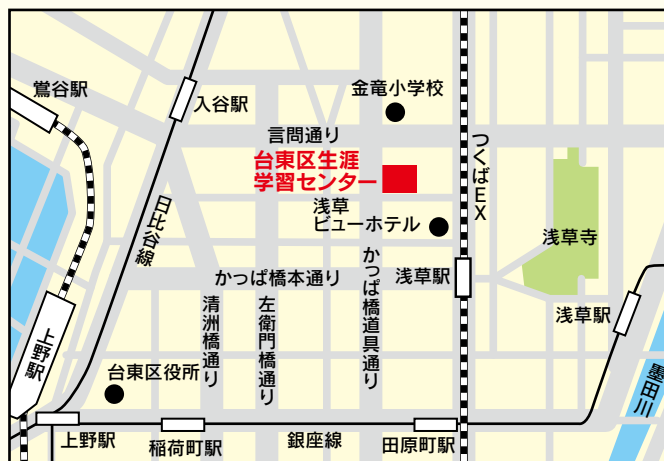 鶯谷駅
入谷駅
金竜小学校
言問通り
台東区生涯
学習センター
つくばEX
浅草
ビューホテル
日比谷線
浅草寺
かっぱ橋本通り
浅草駅
清洲橋通り
左衛門橋通り
かっぱ橋道具通り
浅草駅
上野駅
台東区役所
墨田川
上野駅
稲荷町駅
銀座線
田原町駅